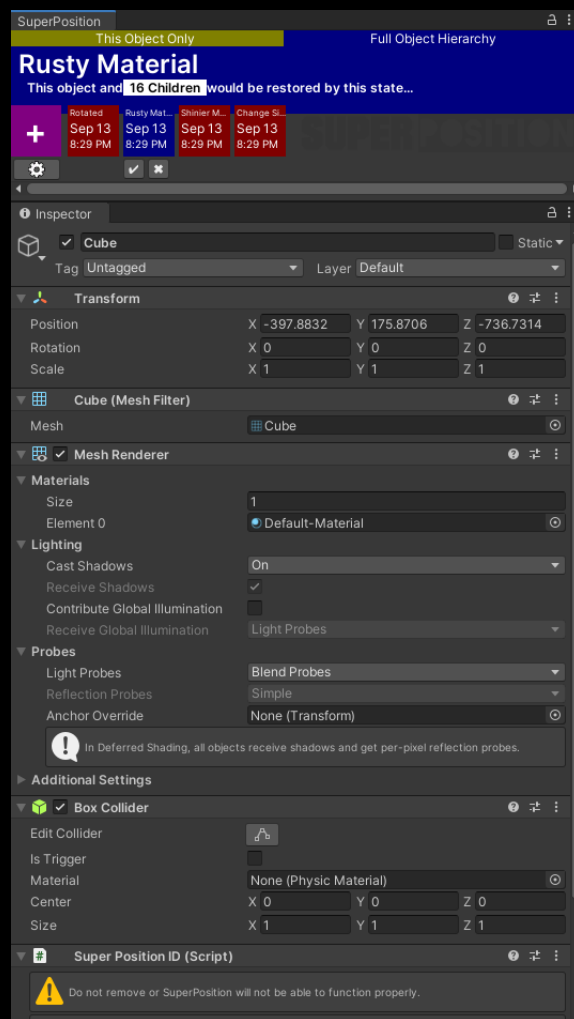 SuperPosition
This Object Only Full Object Hierarchy
Rusty Material
This object and 16 Children would be restored by this state...
Rotated Rusty Mat... Shinier M... Change Si...
+ Sep 13 Sep 13 Sep 13 Sep 13
8:29 PM 8:29 PM 8:29 PM 8:29 PM
SUPERPOSITION
Inspector
Cube Static
Tag Untagged Layer Default
Transform
Position X -397.8832 Y 175.8706 Z -736.7314
Rotation X 0 Y 0 Z 0
Scale X 1 Y 1 Z 1
Cube (Mesh Filter)
Mesh Cube
Mesh Renderer
Materials
Size 1
Element 0 Default-Material
Lighting
Cast Shadows On
Receive Shadows
Contribute Global Illumination
Receive Global Illumination Light Probes
Probes
Light Probes Blend Probes
Reflection Probes Simple
Anchor Override None (Transform)
In Deferred Shading, all objects receive shadows and get per-pixel reflection probes.
Additional Settings
Box Collider
Edit Collider
Is Trigger
Material None (Physic Material)
Center X 0 Y 0 Z 0
Size X 1 Y 1 Z 1
# Super Position ID (Script)
Do not remove or SuperPosition will not be able to function properly.